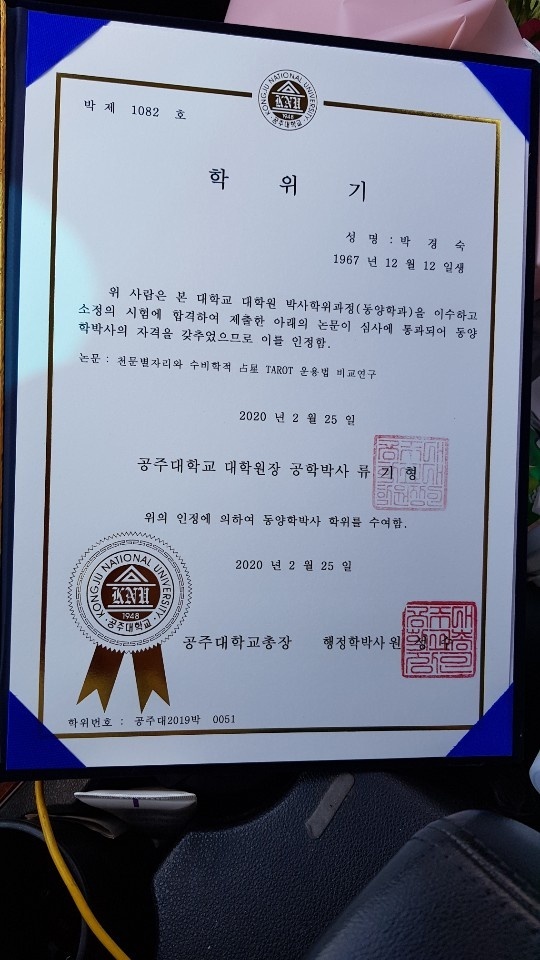 KONGJU NATIONAL UNIVERSITY
KNU
1948
공주대학교
박 제 1082 호
학 위 기
성 명 : 박 경 숙
1967 년 12 월 12 일생
위 사람은 본 대학교 대학원 박사학위과정(동양학과)을 이수하고
소정의 시험에 합격하여 제출한 아래의 논문이 심사에 통과되어 동양
학박사의 자격을 갖추었으므로 이를 인정함.
논문 : 천문별자리와 수비학적 占星 TAROT 운용법 비교연구
2020 년 2 월 25 일
공주대학교 대학원장 공학박사 류 기 형
위의 인정에 의하여 동양학박사 학위를 수여함.
2020 년 2 월 25 일
KONGJU NATIONAL UNIVERSITY
KNU
1948
공주대학교
공주대학교총장 행정학박사 원 성 수
학위번호 : 공주대2019박 0051